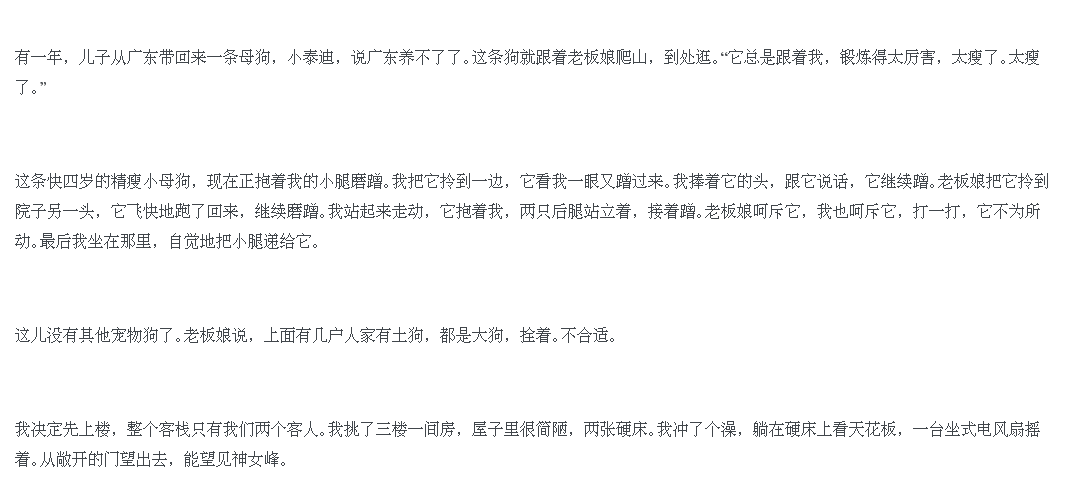 有一年，儿子从广东带回来一条母狗，小泰迪，说广东养不了了。这条狗就跟着老板娘爬山，到处逛。“它总是跟着我，锻炼得太厉害，太瘦了。太瘦
了。”
这条快四岁的精瘦小母狗，现在正抱着我的小腿磨蹭。我把它拎到一边，它看我一眼又蹭过来。我捧着它的头，跟它说话，它继续蹭。老板娘把它拎到
院子另一头，它飞快地跑了回来，继续磨蹭。我站起来走动，它抱着我，两只后腿站立着，接着蹭。老板娘呵斥它，我也呵斥它，打一打，它不为所
动。最后我坐在那里，自觉地把小腿递给它。
这儿没有其他宠物狗了。老板娘说，上面有几户人家有土狗，都是大狗，拴着。不合适。
我决定先上楼，整个客栈只有我们两个客人。我挑了三楼一间房，屋子里很简陋，两张硬床。我冲了个澡，躺在硬床上看天花板，一台坐式电风扇摇
着。从敞开的门望出去，能望见神女峰。